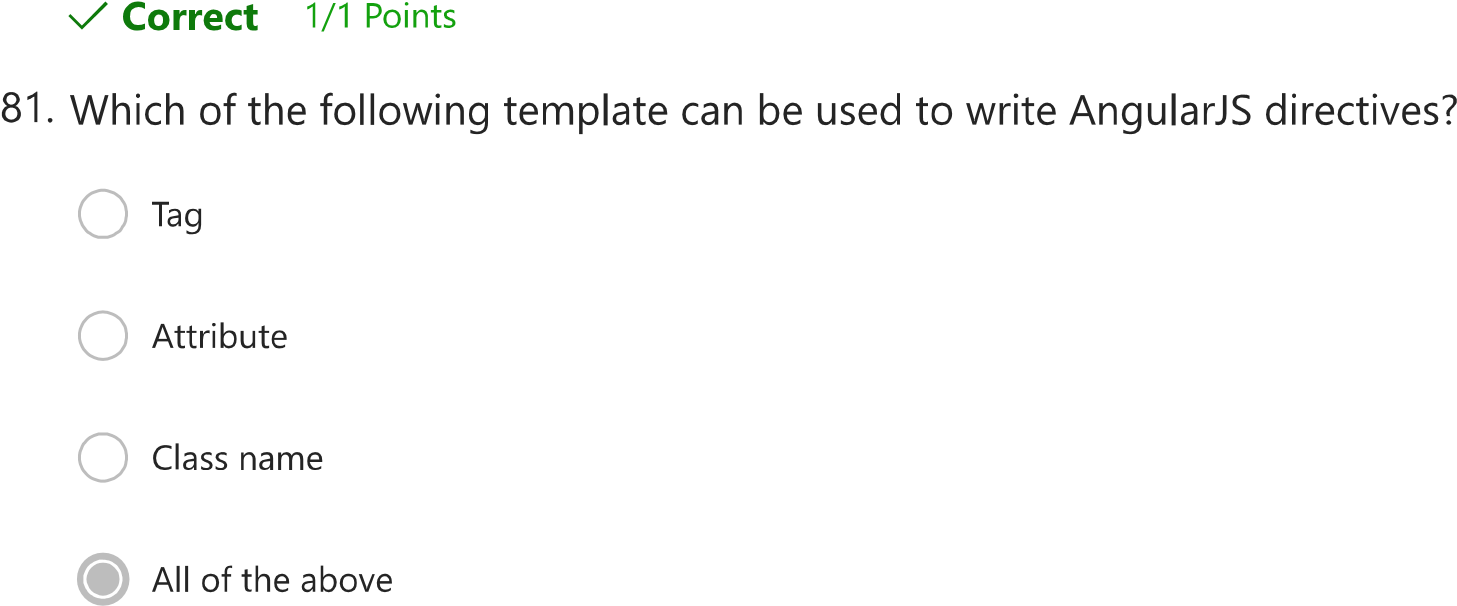 Correct 1/1 Points
81. Which of the following template can be used to write AngularJS directives?
Tag
Attribute
Class name
All of the above